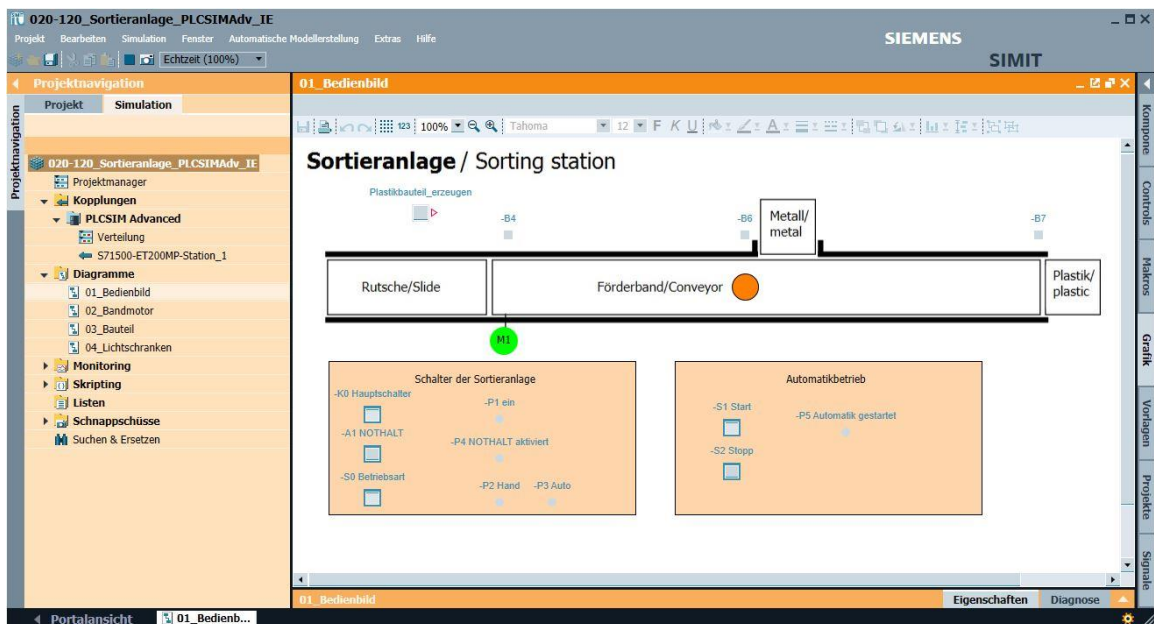 020-120_Sortieranlage_PLCSIMAdv_IE
Projekt Bearbeiten Simulation Fenster Automatische Modellerstellung Extras Hilfe
SIEMENS
SIMIT
Echtzeit (100%)
Projektnavigation
01_Bedienbild
Projekt Simulation
Projektnavigation
123 100% Tahoma 12 F K U A
020-120_Sortieranlage_PLCSIMAdv_IE
Projektmanager
Kopplungen
PLCSIM Advanced
Verteilung
S71500-ET200MP-Station_1
Diagramme
01_Bedienbild
02_Bandmotor
03_Bauteil
04_Lichtschranken
Monitoring
Skripting
Listen
Schnappschüsse
Suchen & Ersetzen
Sortieranlage / Sorting station
Plastikbauteil_erzeugen
-B4
-B6
Metall/
metal
-B7
Rutsche/Slide
Förderband/Conveyor
Plastik/
plastic
M1
Schalter der Sortieranlage
-K0 Hauptschalter
-P1 ein
-A1 NOTHALT
-P4 NOTHALT aktiviert
-S0 Betriebsart
-P2 Hand -P3 Auto
Automatikbetrieb
-S1 Start
-P5 Automatik gestartet
-S2 Stopp
Kompone
Controls
Makros
Grafik
Vorlagen
Projekte
Signale
01_Bedienbild
Eigenschaften Diagnose
Portalansicht 01_Bedienb...